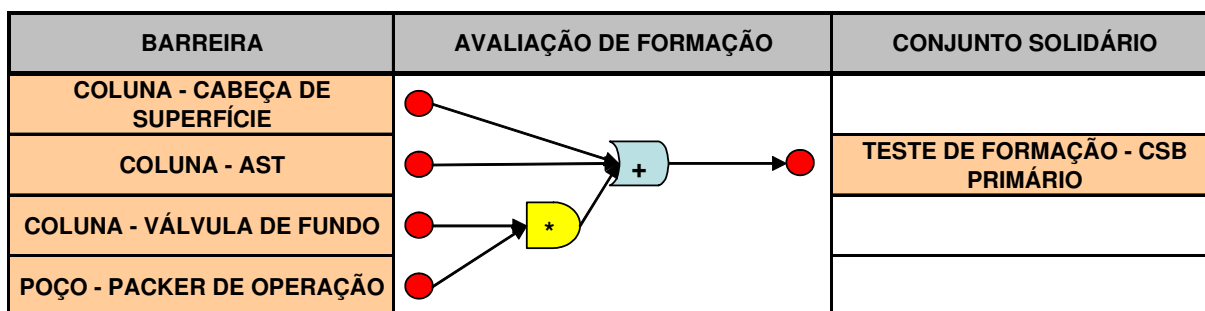 BARREIRA
AVALIAÇÃO DE FORMAÇÃO
CONJUNTO SOLIDÁRIO
COLUNA - CABEÇA DE
SUPERFÍCIE
COLUNA - AST
+
TESTE DE FORMAÇÃO - CSB
PRIMÁRIO
COLUNA - VÁLVULA DE FUNDO
*
POÇO - PACKER DE OPERAÇÃO